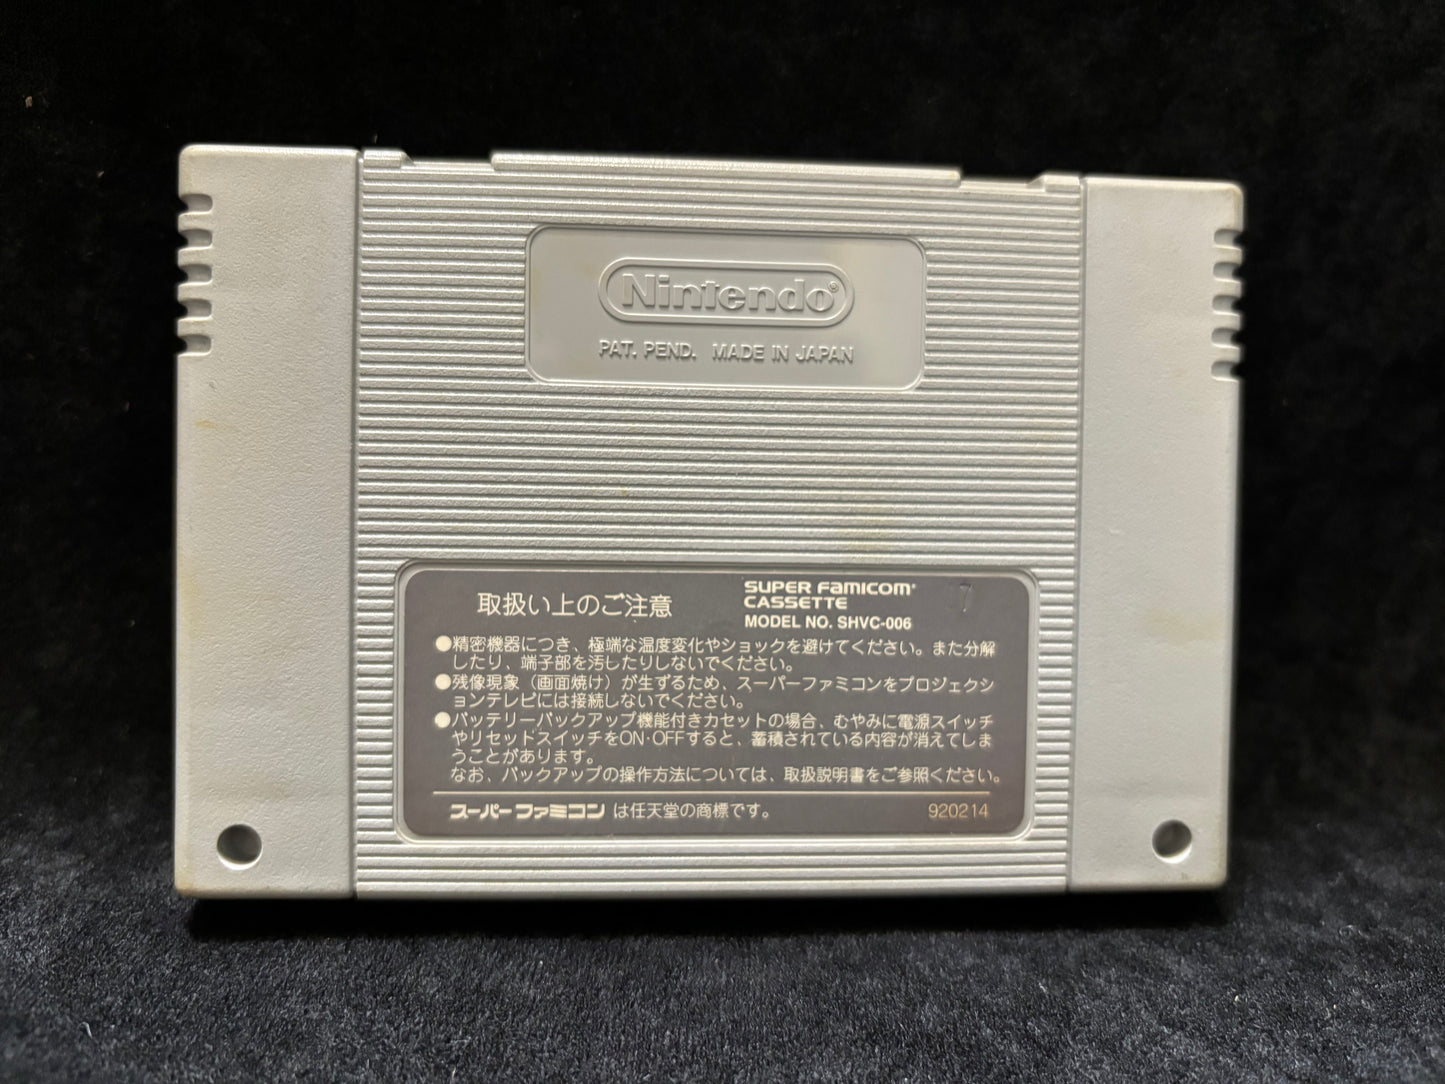 Nintendo®
PAT. PEND. MADE IN JAPAN
取扱い上のご注意
SUPER FAMICOM®
CASSETTE
MODEL NO. SHVC-006
●精密機器につき、極端な温度変化やショックを避けてください。また分解
したり、端子部を汚したりしないでください。
●残像現象（画面焼け）が生ずるため、スーパーファミコンをプロジェクシ
ョンテレビには接続しないでください。
●バッテリーバックアップ機能付きカセットの場合、むやみに電源スイッチ
やリセットスイッチをON·OFFすると、蓄積されている内容が消えてしま
うことがあります。
なお、バックアップの操作方法については、取扱説明書をご参照ください。
スーパーファミコン は任天堂の商標です。
920214